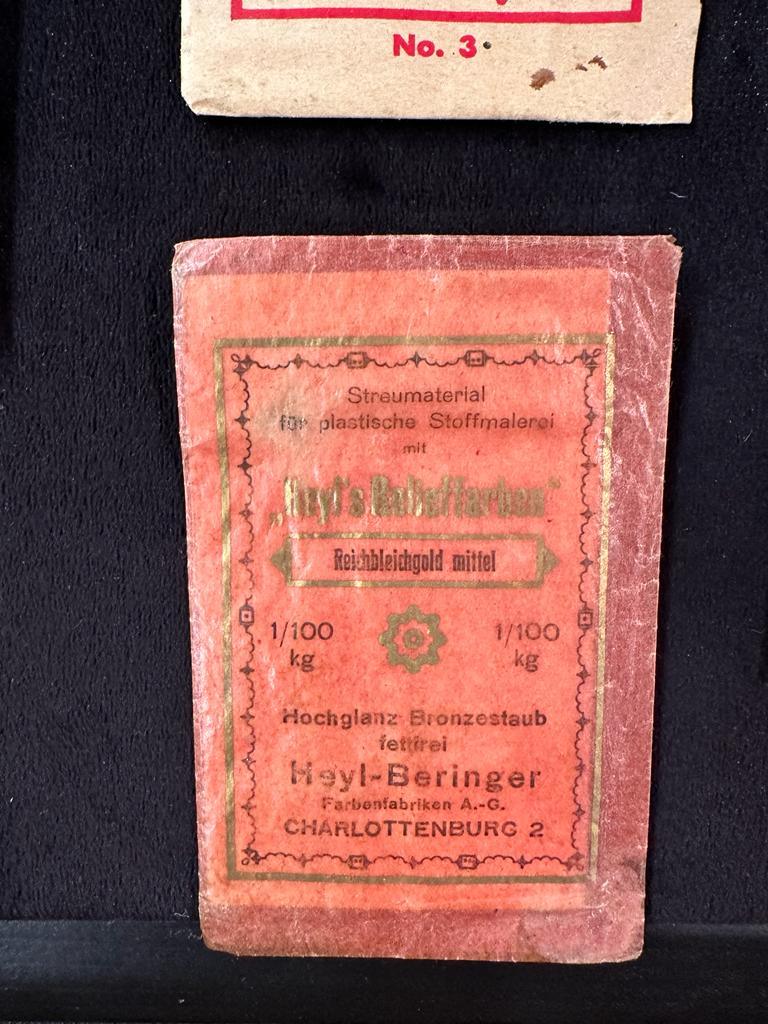 No. 3
Streumaterial
für plastische Stoffmalerei
mit
„Heyl's Relieffarben"
Reichbleichgold mittel
1/100 kg
1/100 kg
Hochglanz Bronzestaub
fettfrei
Heyl-Beringer
Farbenfabriken A.-G.
CHARLOTTENBURG 2